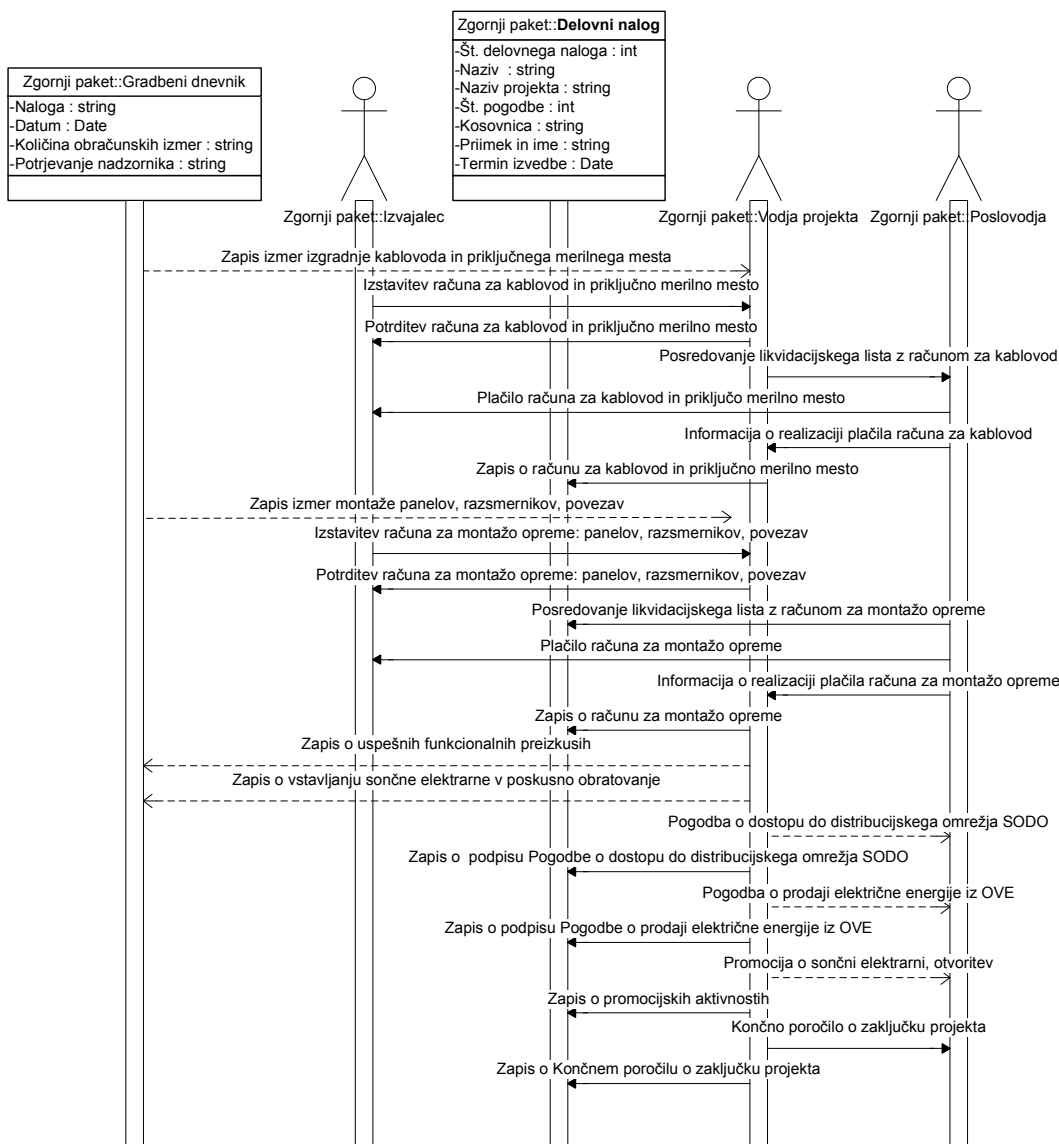 Zgornji paket::Delovni nalog
-Št. delovnega naloga : int
-Naziv : string
-Naziv projekta : string
-Št. pogodbe : int
-Kosovnica : string
-Priimek in ime : string
-Termin izvedbe : Date
Zgornji paket::Gradbeni dnevnik
-Naloga : string
-Datum : Date
-Količina obračunskih izmer : string
-Potrjevanje nadzornika : string
Zgornji paket::Izvajalec
Zgornji paket::Vodja projekta
Zgornji paket::Poslovodja
Zapis izmer izgradnje kablovoda in priključnega merilnega mesta
Izstavitev računa za kablovod in priključno merilno mesto
Potrditev računa za kablovod in priključno merilno mesto
Posredovanje likvidacijskega lista z računom za kablovod
Plačilo računa za kablovod in priključo merilno mesto
Informacija o realizaciji plačila računa za kablovod
Zapis o računu za kablovod in priključno merilno mesto
Zapis izmer montaže panelov, razsmernikov, povezav
Izstavitev računa za montažo opreme: panelov, razsmernikov, povezav
Potrditev računa za montažo opreme: panelov, razsmernikov, povezav
Posredovanje likvidacijskega lista z računom za montažo opreme
Plačilo računa za montažo opreme
Informacija o realizaciji plačila računa za montažo opreme
Zapis o računu za montažo opreme
Zapis o uspešnih funkcionalnih preizkusih
Zapis o vstavljanju sončne elektrarne v poskusno obratovanje
Pogodba o dostopu do distribucijskega omrežja SODO
Zapis o podpisu Pogodbe o dostopu do distribucijskega omrežja SODO
Pogodba o prodaji električne energije iz OVE
Zapis o podpisu Pogodbe o prodaji električne energije iz OVE
Promocija o sončni elektrarni, otvoritev
Zapis o promocijskih aktivnostih
Končno poročilo o zaključku projekta
Zapis o Končnem poročilu o zaključku projekta